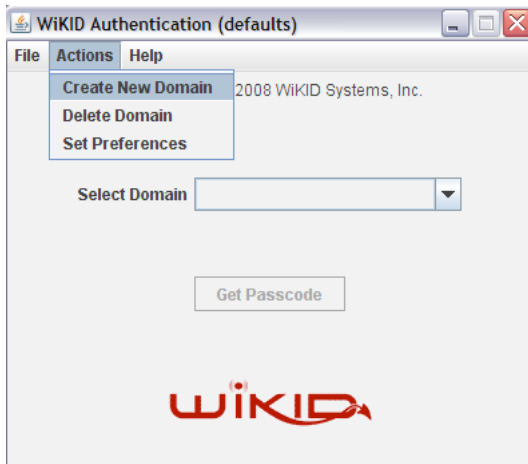 WiKID Authentication (defaults)
File Actions Help
Create New Domain 2008 WiKID Systems, Inc.
Delete Domain
Set Preferences
Select Domain
Get Passcode
WiKID